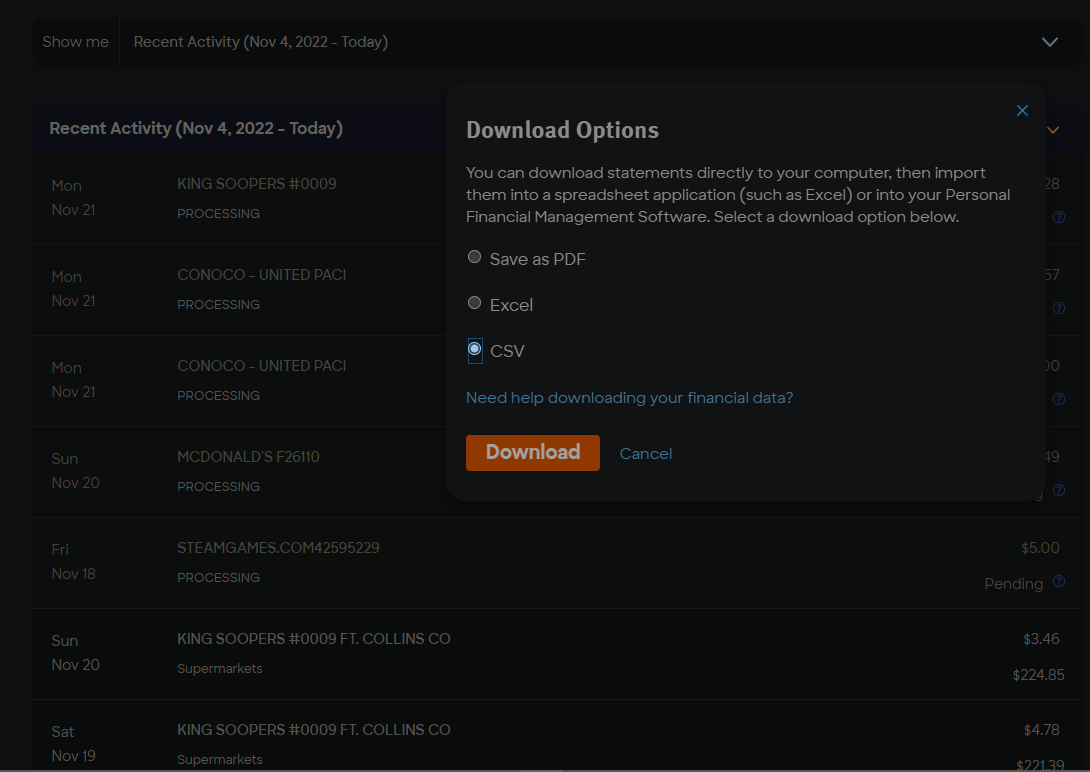 Show me
Recent Activity (Nov 4, 2022 - Today)
Recent Activity (Nov 4, 2022 - Today)
Download Options
You can download statements directly to your computer, then import
them into a spreadsheet application (such as Excel) or into your Personal
Financial Management Software. Select a download option below.
Save as PDF
Excel
CSV
Need help downloading your financial data?
Download
Cancel
Mon
Nov 21
KING SOOPERS #0009
PROCESSING
28
Mon
Nov 21
CONOCO - UNITED PACI
PROCESSING
57
Mon
Nov 21
CONOCO - UNITED PACI
PROCESSING
00
Sun
Nov 20
MCDONALD'S F26110
PROCESSING
49
Fri
Nov 18
STEAMGAMES.COM42595229
PROCESSING
$5.00
Pending
Sun
Nov 20
KING SOOPERS #0009 FT. COLLINS CO
Supermarkets
$3.46
$224.85
Sat
Nov 19
KING SOOPERS #0009 FT. COLLINS CO
Supermarkets
$4.78
$221.39